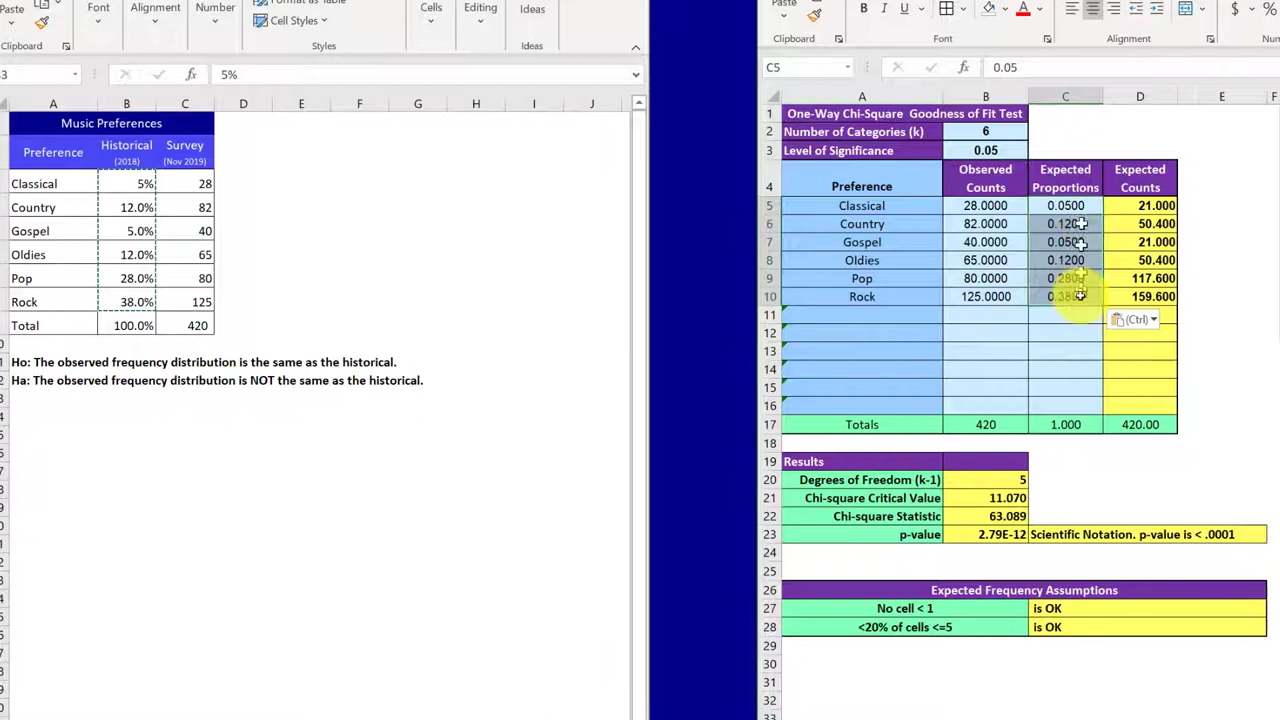 Paste
Font
Alignment
Number
Cell Styles
Cells
Editing
Ideas
Clipboard
Styles
Ideas
5%
A B C D E F G H I J
Music Preferences
Preference Historical (2018) Survey (Nov 2019)
Classical 5% 28
Country 12.0% 82
Gospel 5.0% 40
Oldies 12.0% 65
Pop 28.0% 80
Rock 38.0% 125
Total 100.0% 420
Ho: The observed frequency distribution is the same as the historical.
Ha: The observed frequency distribution is NOT the same as the historical.
Paste
B I U
$ %
Clipboard
Font
Alignment
C5
0.05
A B C D E F
1 One-Way Chi-Square Goodness of Fit Test
2 Number of Categories (k) 6
3 Level of Significance 0.05
4 Preference Observed Counts Expected Proportions Expected Counts
5 Classical 28.0000 0.0500 21.000
6 Country 82.0000 50.400
7 Gospel 40.0000 21.000
8 Oldies 65.0000 0.1200 50.400
9 Pop 80.0000 117.600
10 Rock 125.0000 159.600
(Ctrl)
11
12
13
14
15
16
17 Totals 420 1.000 420.00
18
19 Results
20 Degrees of Freedom (k-1) 5
21 Chi-square Critical Value 11.070
22 Chi-square Statistic 63.089
23 p-value 2.79E-12 Scientific Notation. p-value is < .0001
24
25
26 Expected Frequency Assumptions
27 No cell < 1 is OK
28 <20% of cells <=5 is OK
29
30
31
32
33